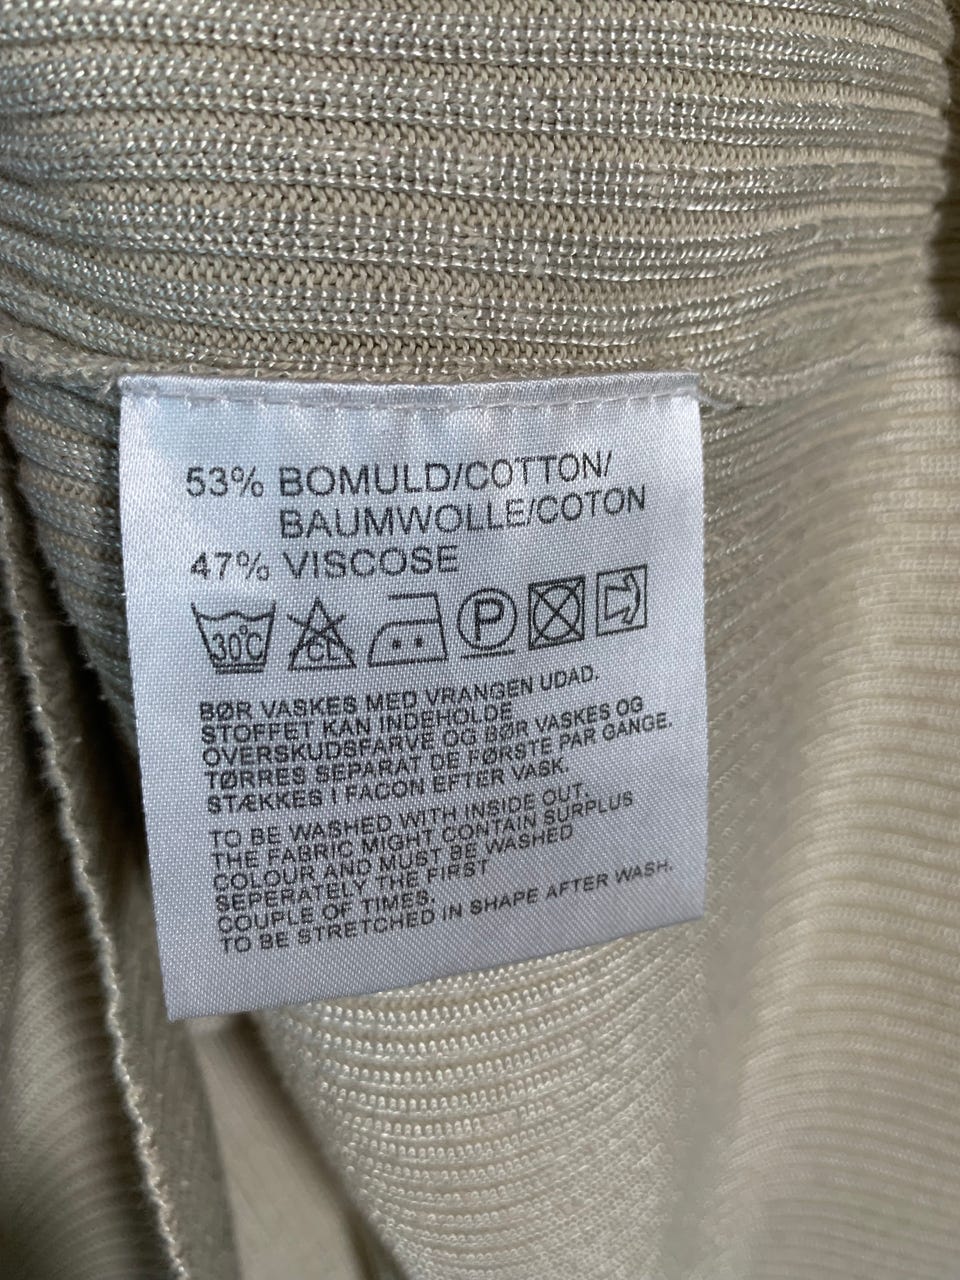 53% BOMULD/COTTON/
BAUMWOLLE/COTON
47% VISCOSE
30°C CL P
BØR VASKES MED VRANGEN UDAD.
STOFFET KAN INDEHOLDE
OVERSKUDSFARVE OG BØR VASKES OG
TØRRES SEPARAT DE FØRSTE PAR GANGE.
STÆKKES I FACON EFTER VASK.
TO BE WASHED WITH INSIDE OUT.
THE FABRIC MIGHT CONTAIN SURPLUS
COLOUR AND MUST BE WASHED
SEPERATELY THE FIRST
COUPLE OF TIMES.
TO BE STRETCHED IN SHAPE AFTER WASH.